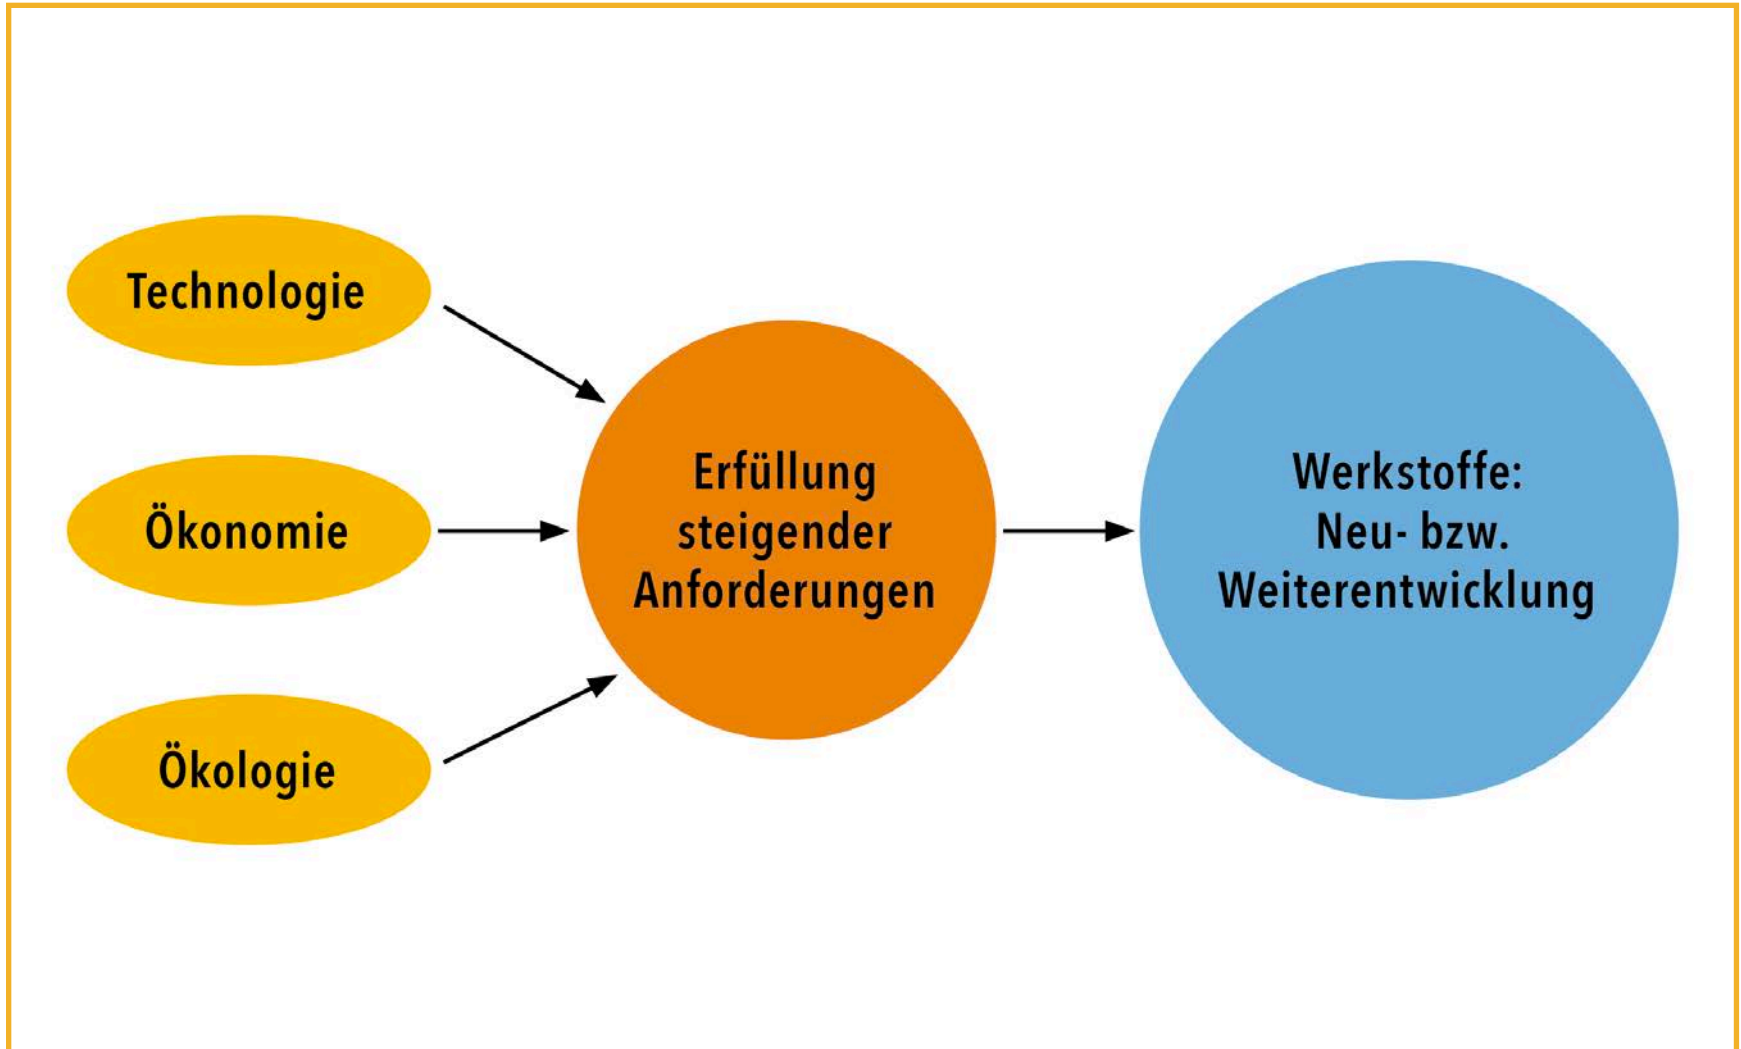 Technologie
Ökonomie
Ökologie
Erfüllung
steigender
Anforderungen
Werkstoffe:
Neu- bzw.
Weiterentwicklung